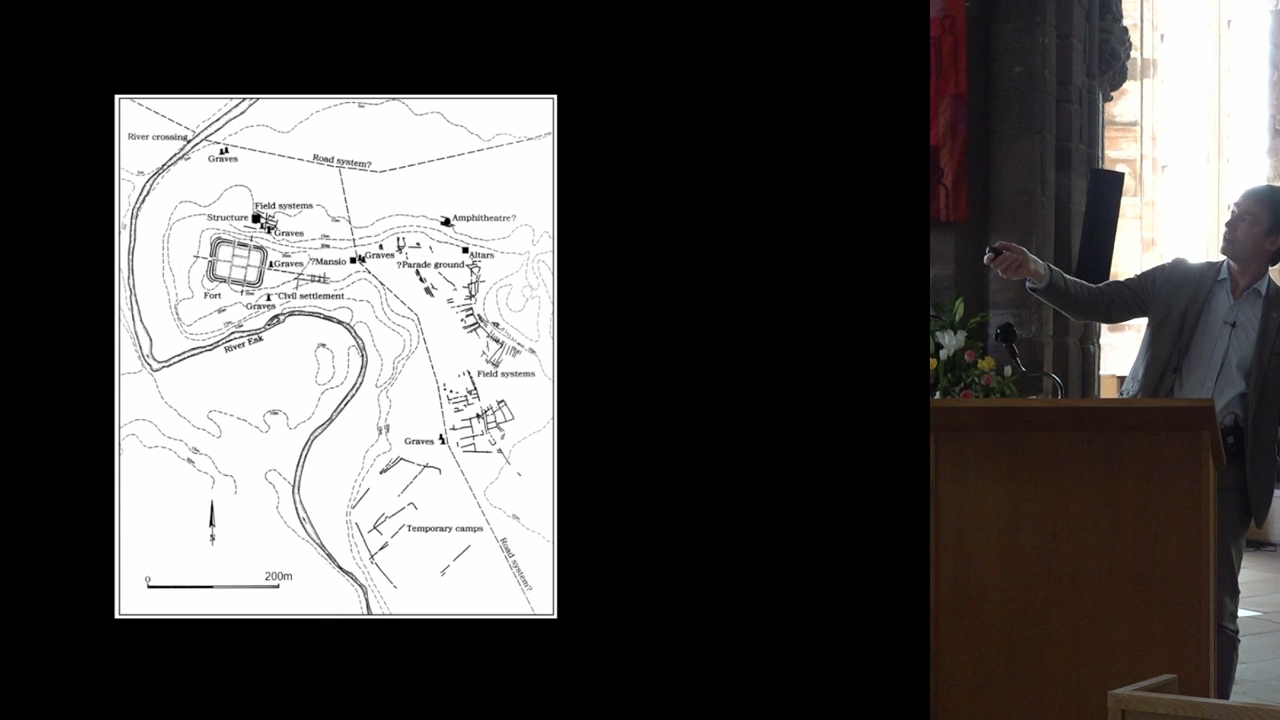 River crossing
Graves
Road system?
Field systems
Structure
Graves
Amphitheatre?
Graves
?Mansio
Graves
?Parade ground
Altars
Fort
Graves
Civil settlement
River Esk
Field systems
Graves
Temporary camps
Road system?
N
0
200m